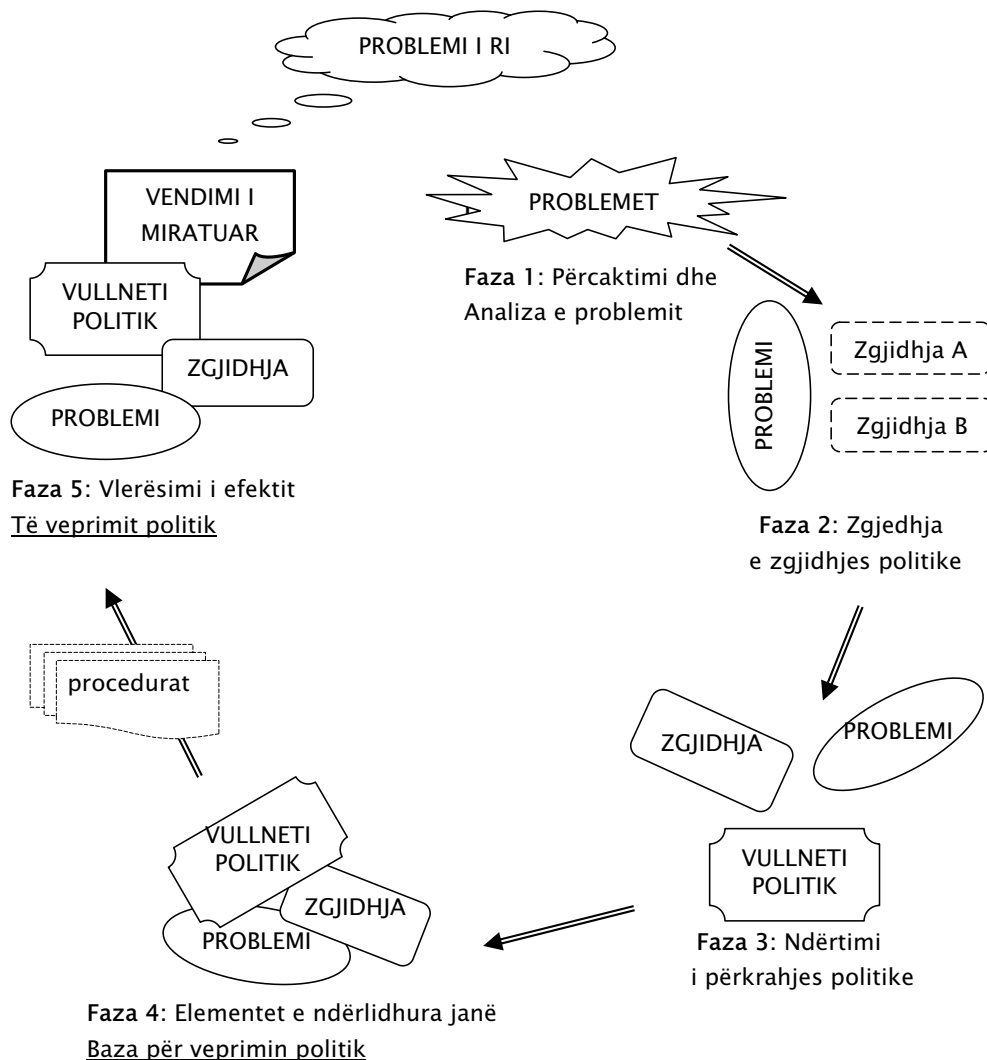 PROBLEMI I RI
VENDIMI I
MIRATUAR
VULLNETI
POLITIK
ZGJIDHJA
PROBLEMI
Faza 5: Vlerësimi i efektit
Të veprimit politik
PROBLEMET
Faza 1: Përcaktimi dhe
Analiza e problemit
PROBLEMI
Zgjidhja A
Zgjidhja B
Faza 2: Zgjedhja
e zgjidhjes politike
procedurat
ZGJIDHJA
PROBLEMI
VULLNETI
POLITIK
Faza 3: Ndërtimi
i përkrahjes politike
VULLNETI
POLITIK
ZGJIDHJA
PROBLEMI
Faza 4: Elementet e ndërlidhura janë
Baza për veprimin politik